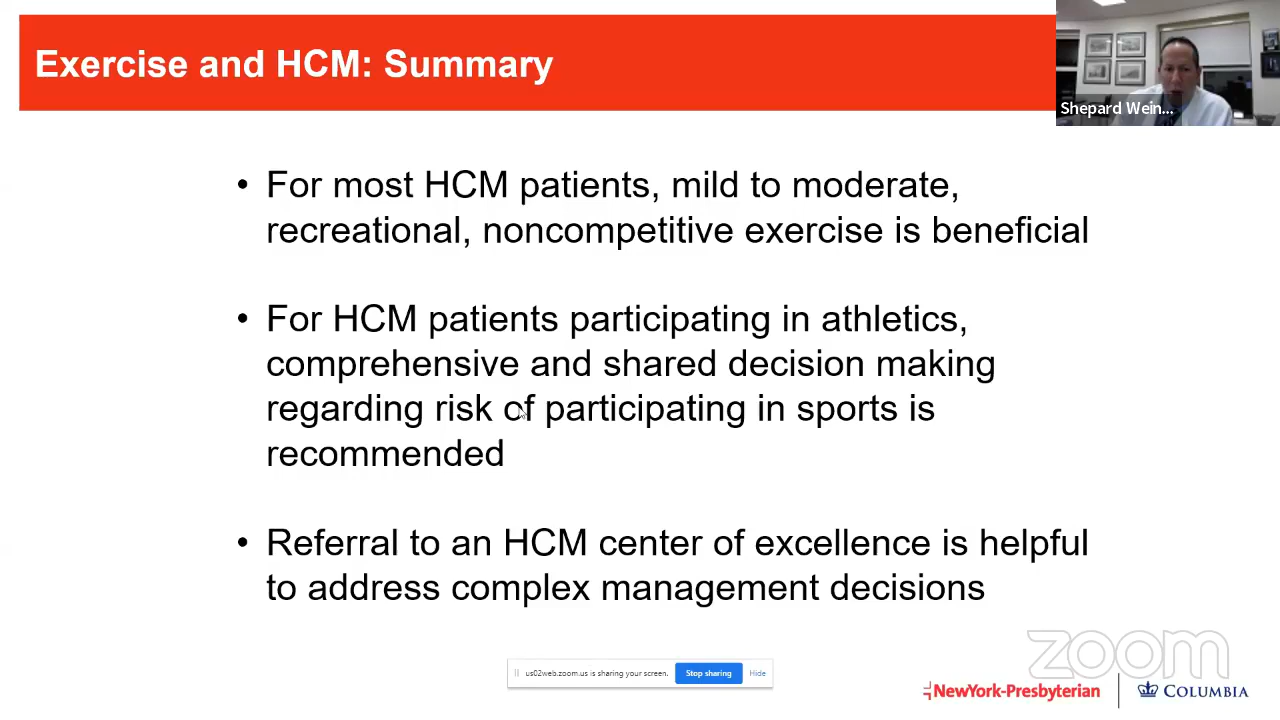 Exercise and HCM: Summary
Shepard Wein...
• For most HCM patients, mild to moderate,
recreational, noncompetitive exercise is beneficial
• For HCM patients participating in athletics,
comprehensive and shared decision making
regarding risk of participating in sports is
recommended
• Referral to an HCM center of excellence is helpful
to address complex management decisions
zoom
us02web.zoom.us is sharing your screen. Stop sharing Hide
NewYork-Presbyterian COLUMBIA